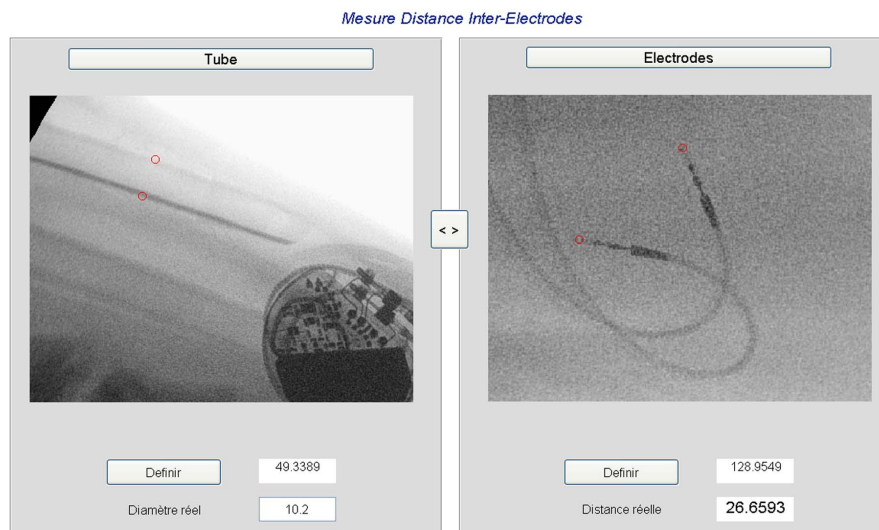 Mesure Distance Inter-Electrodes
Tube
Electrodes
< >
Definir
49.3389
Diamètre réel
10.2
Definir
128.9549
Distance réelle
26.6593